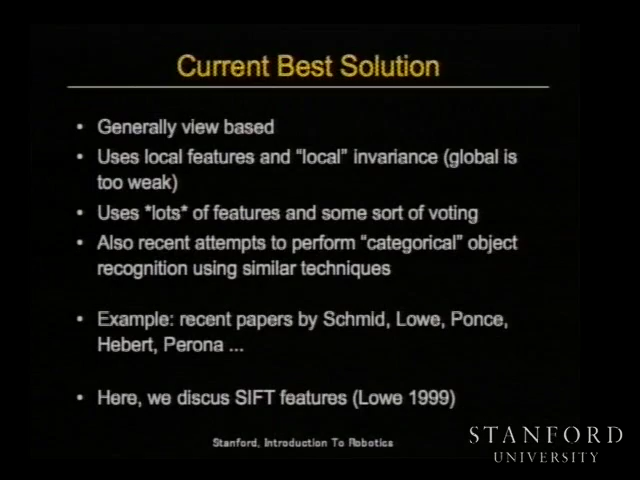 Current Best Solution
• Generally view based
• Uses local features and “local” invariance (global is
too weak)
• Uses *lots* of features and some sort of voting
• Also recent attempts to perform “categorical” object
recognition using similar techniques
• Example: recent papers by Schmid, Lowe, Ponce,
Hebert, Perona ...
• Here, we discus SIFT features (Lowe 1999)
Stanford, Introduction To Robotics
STANFORD
UNIVERSITY